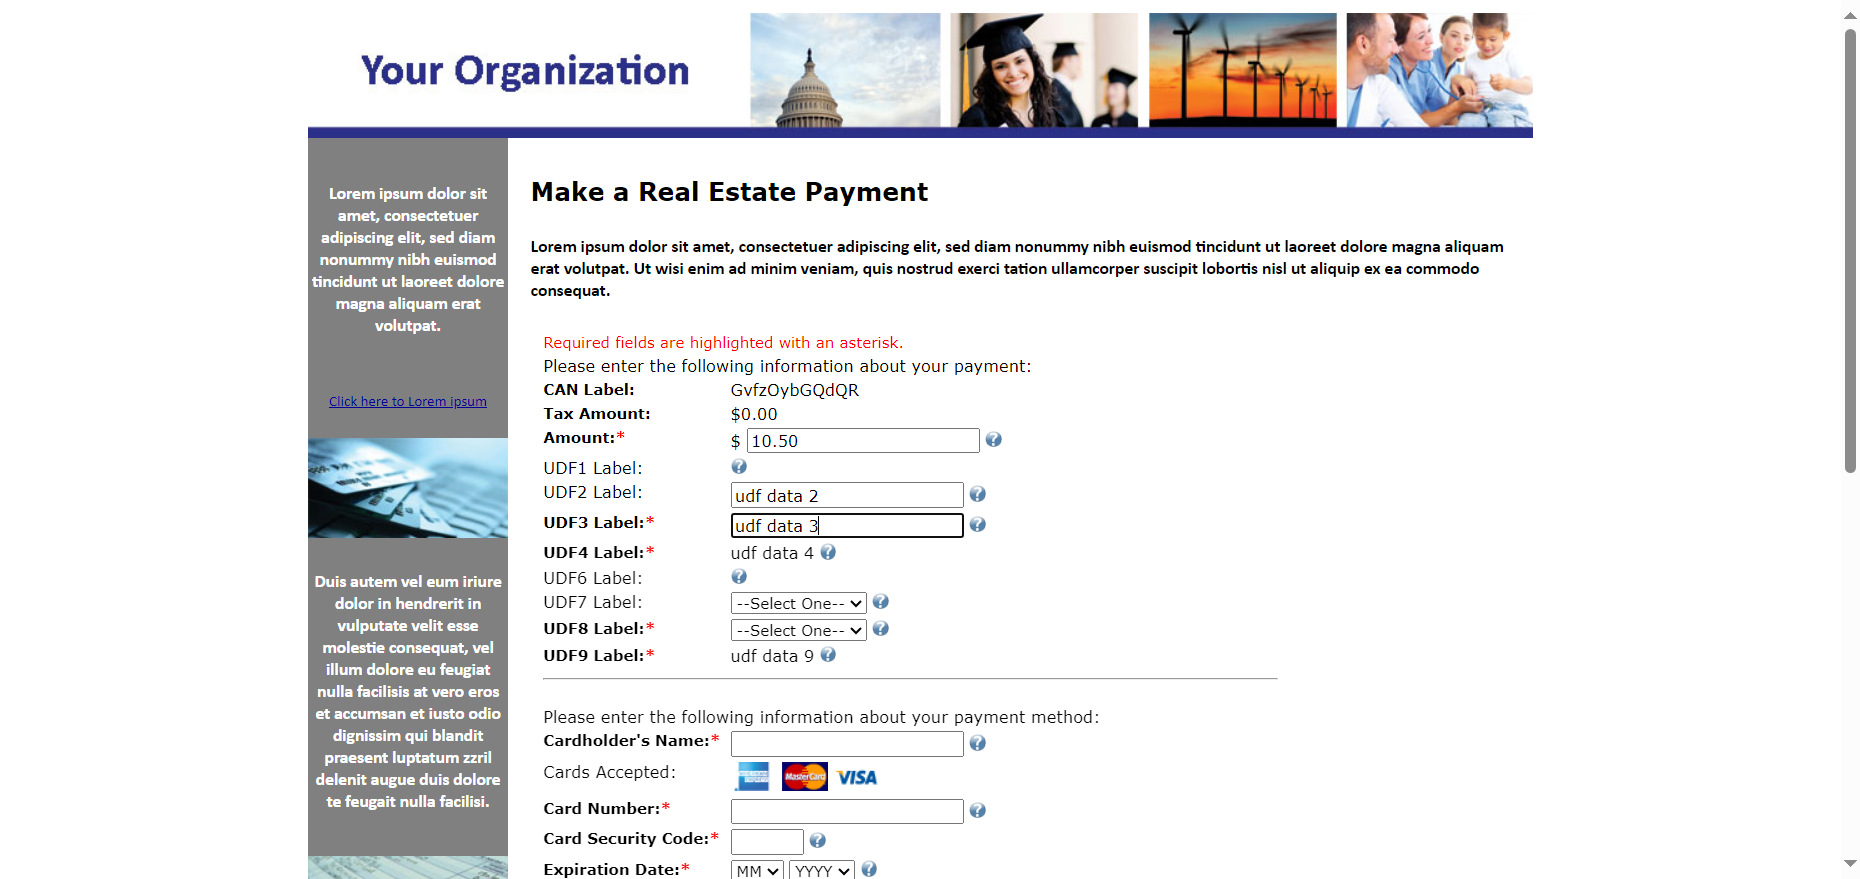 Your Organization
Lorem ipsum dolor sit
amet, consectetuer
adipiscing elit, sed diam
nonummy nibh euismod
tincidunt ut laoreet dolore
magna aliquam erat
volutpat.
Click here to Lorem ipsum
Duis autem vel eum iriure
dolor in hendrerit in
vulputate velit esse
molestie consequat, vel
illum dolore eu feugiat
nulla facilisis at vero eros
et accumsan et iusto odio
dignissim qui blandit
praesent luptatum zzril
delenit augue duis dolore
te feugait nulla facilisi.
Make a Real Estate Payment
Lorem ipsum dolor sit amet, consectetuer adipiscing elit, sed diam nonummy nibh euismod tincidunt ut laoreet dolore magna aliquam
erat volutpat. Ut wisi enim ad minim veniam, quis nostrud exerci tation ullamcorper suscipit lobortis nisl ut aliquip ex ea commodo
consequat.
Required fields are highlighted with an asterisk.
Please enter the following information about your payment:
CAN Label: GvfzOybGQdQR
Tax Amount: $0.00
Amount:* $ 10.50 ?
UDF1 Label: ?
UDF2 Label: udf data 2 ?
UDF3 Label:* udf data 3 ?
UDF4 Label:* udf data 4 ?
UDF6 Label: ?
UDF7 Label: --Select One-- ?
UDF8 Label:* --Select One-- ?
UDF9 Label:* udf data 9 ?
Please enter the following information about your payment method:
Cardholder's Name:* ?
Cards Accepted: MasterCard VISA
Card Number:* ?
Card Security Code:* ?
Expiration Date:* MM YYYY ?